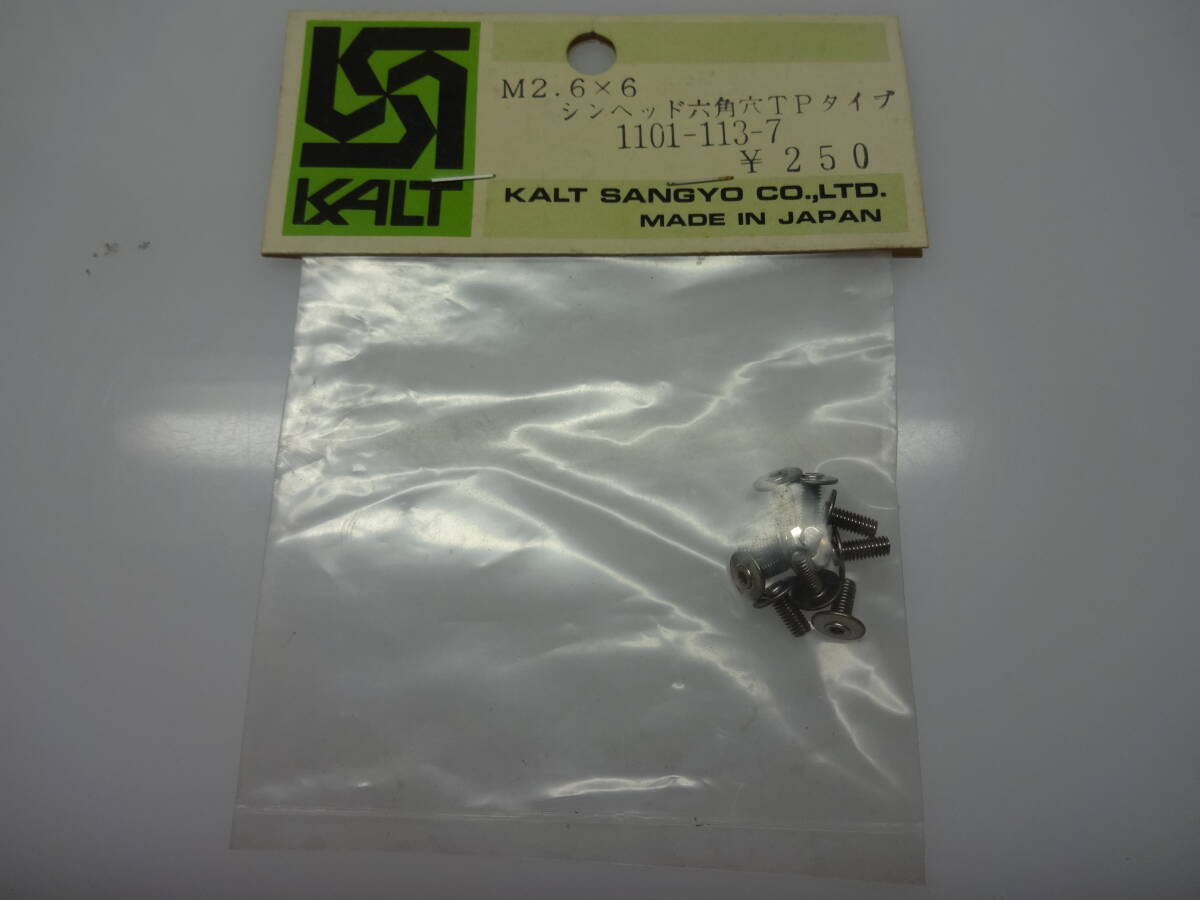 KALT
M2.6×6
シンヘッド六角穴TPタイプ
1101-113-7
¥250
KALT SANGYO CO.,LTD.
MADE IN JAPAN